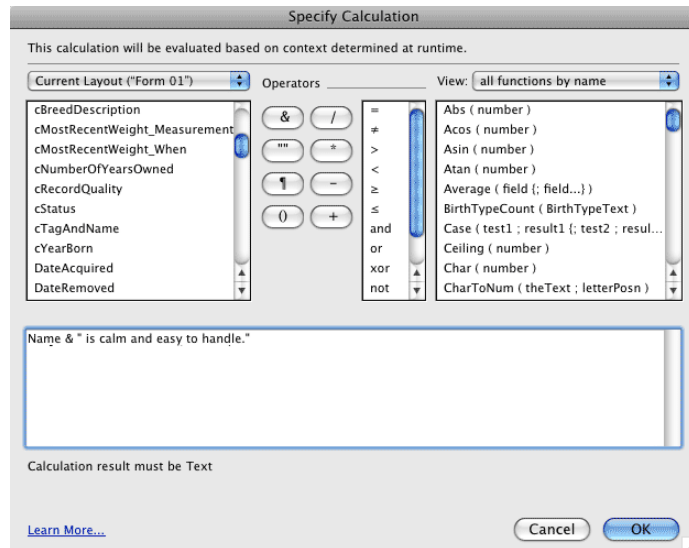 Specify Calculation
This calculation will be evaluated based on context determined at runtime.
Current Layout ("Form 01")
Operators
View: all functions by name
cBreedDescription
cMostRecentWeight_Measurement
cMostRecentWeight_When
cNumberOfYearsOwned
cRecordQuality
cStatus
cTagAndName
cYearBorn
DateAcquired
DateRemoved
& /
"" *
¶ -
() +
=
≠
>
<
≥
≤
and
or
xor
not
Abs ( number )
Acos ( number )
Asin ( number )
Atan ( number )
Average ( field {; field...} )
BirthTypeCount ( BirthTypeText )
Case ( test1 ; result1 {; test2 ; resul...
Ceiling ( number )
Char ( number )
CharToNum ( theText ; letterPosn )
Name & " is calm and easy to handle."
Calculation result must be Text
Learn More...
Cancel
OK